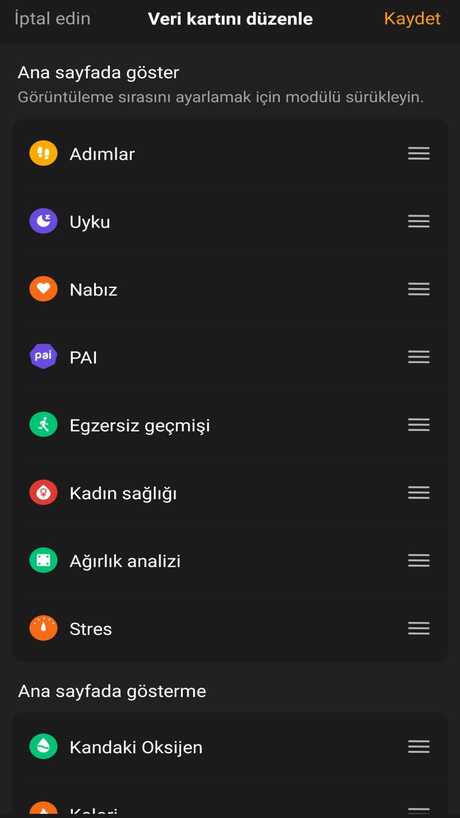 İptal edin
Veri kartını düzenle
Kaydet
Ana sayfada göster
Görüntüleme sırasını ayarlamak için modülü sürükleyin.
Adımlar
Uyku
Nabız
pai
PAI
Egzersiz geçmişi
Kadın sağlığı
Ağırlık analizi
Stres
Ana sayfada gösterme
Kandaki Oksijen